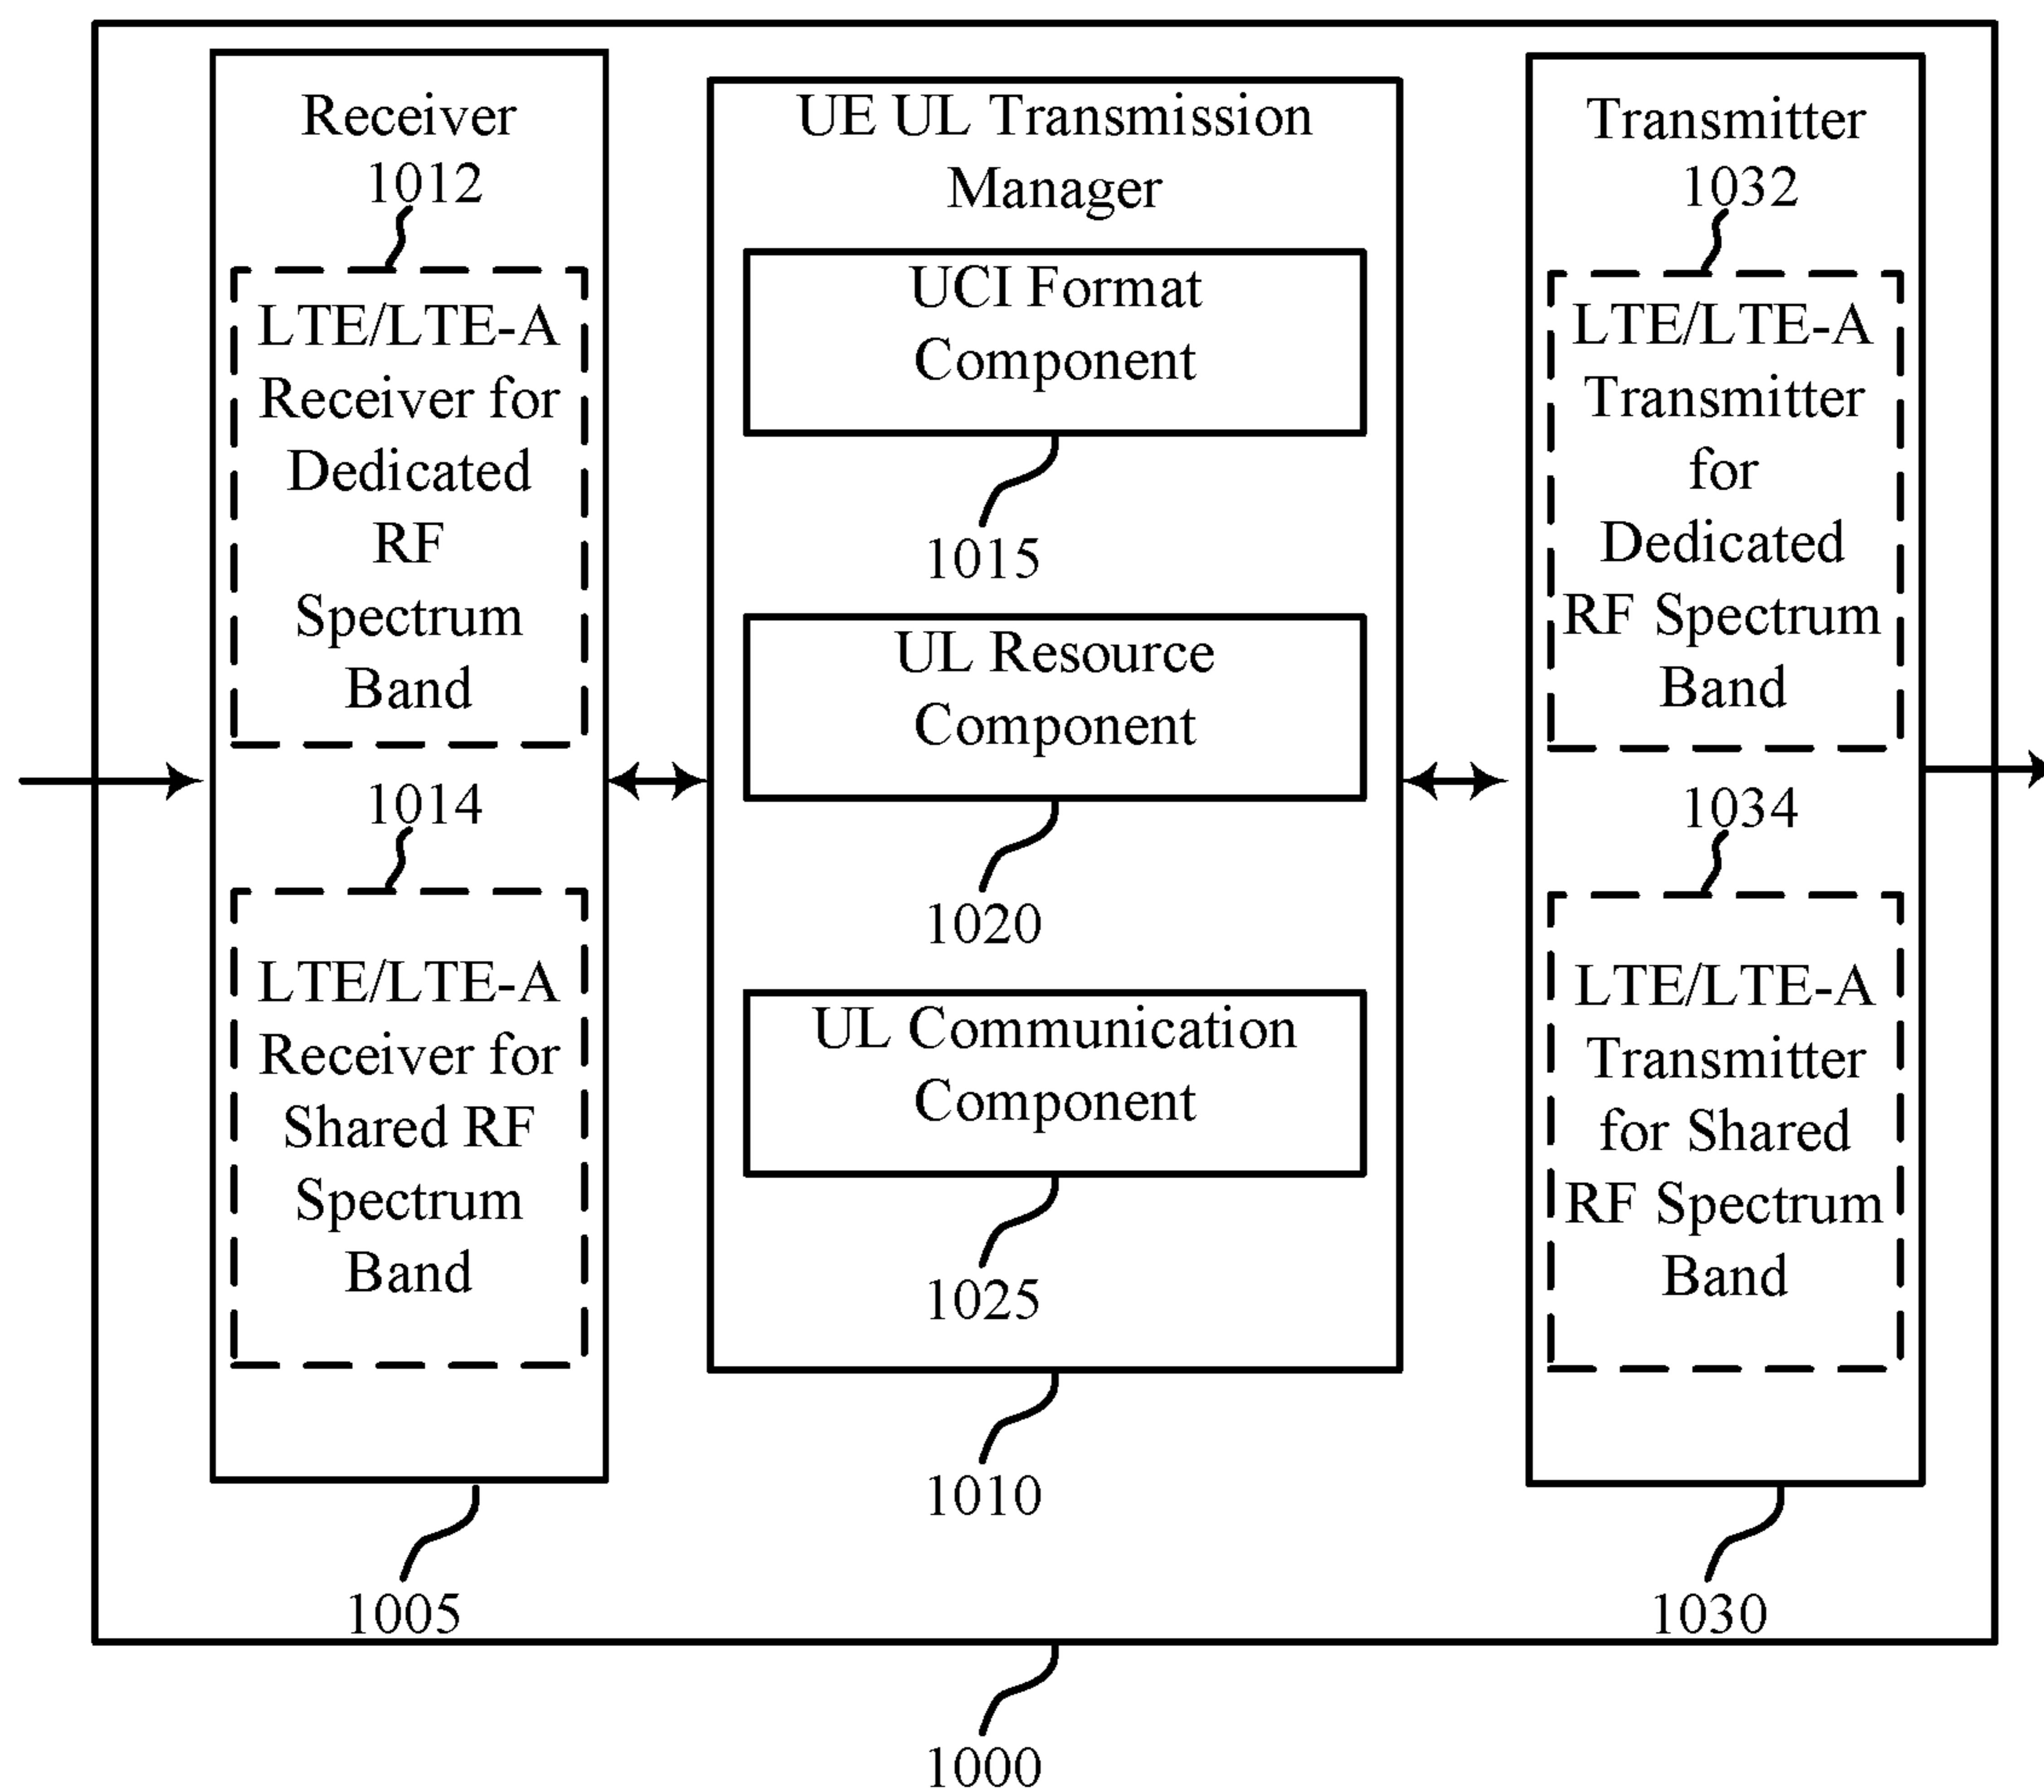 Receiver
1012
LTE/LTE-A
Receiver for
Dedicated
RF
Spectrum
Band
1014
LTE/LTE-A
Receiver for
Shared RF
Spectrum
Band
1005
UE UL Transmission
Manager
UCI Format
Component
1015
UL Resource
Component
1020
UL Communication
Component
1025
1010
Transmitter
1032
LTE/LTE-A
Transmitter
for
Dedicated
RF Spectrum
Band
1034
LTE/LTE-A
Transmitter
for Shared
RF Spectrum
Band
1030
1000